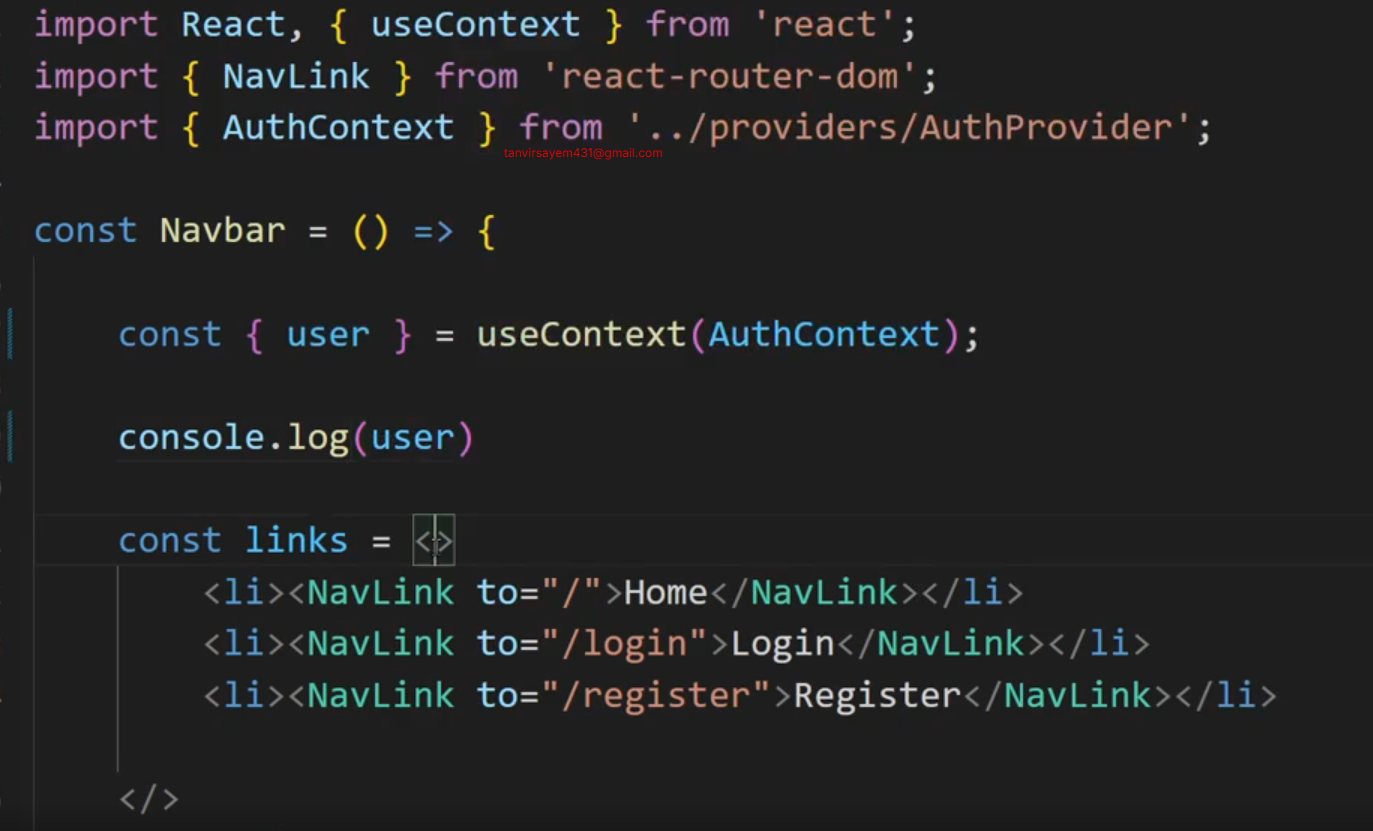 import React, { useContext } from 'react';
import { NavLink } from 'react-router-dom';
import { AuthContext } from '../providers/AuthProvider';
tanvirsayem431@gmail.com
const Navbar = () => {
const { user } = useContext(AuthContext);
console.log(user)
const links = <>
<li><NavLink to="/">Home</NavLink></li>
<li><NavLink to="/login">Login</NavLink></li>
<li><NavLink to="/register">Register</NavLink></li>
</>